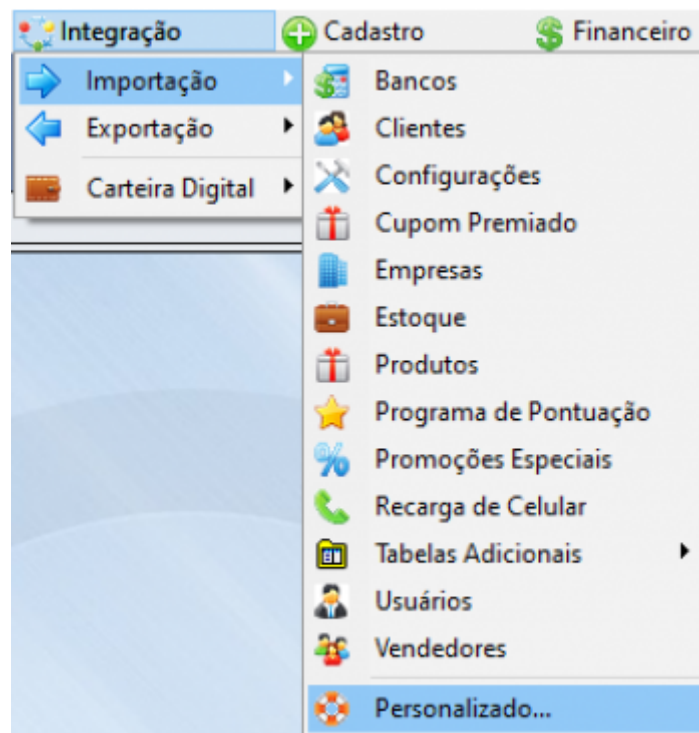 Integração Cadastro Financeiro
Importação
Exportação
Carteira Digital
Bancos
Clientes
Configurações
Cupom Premiado
Empresas
Estoque
Produtos
Programa de Pontuação
Promoções Especiais
Recarga de Celular
Tabelas Adicionais
Usuários
Vendedores
Personalizado...